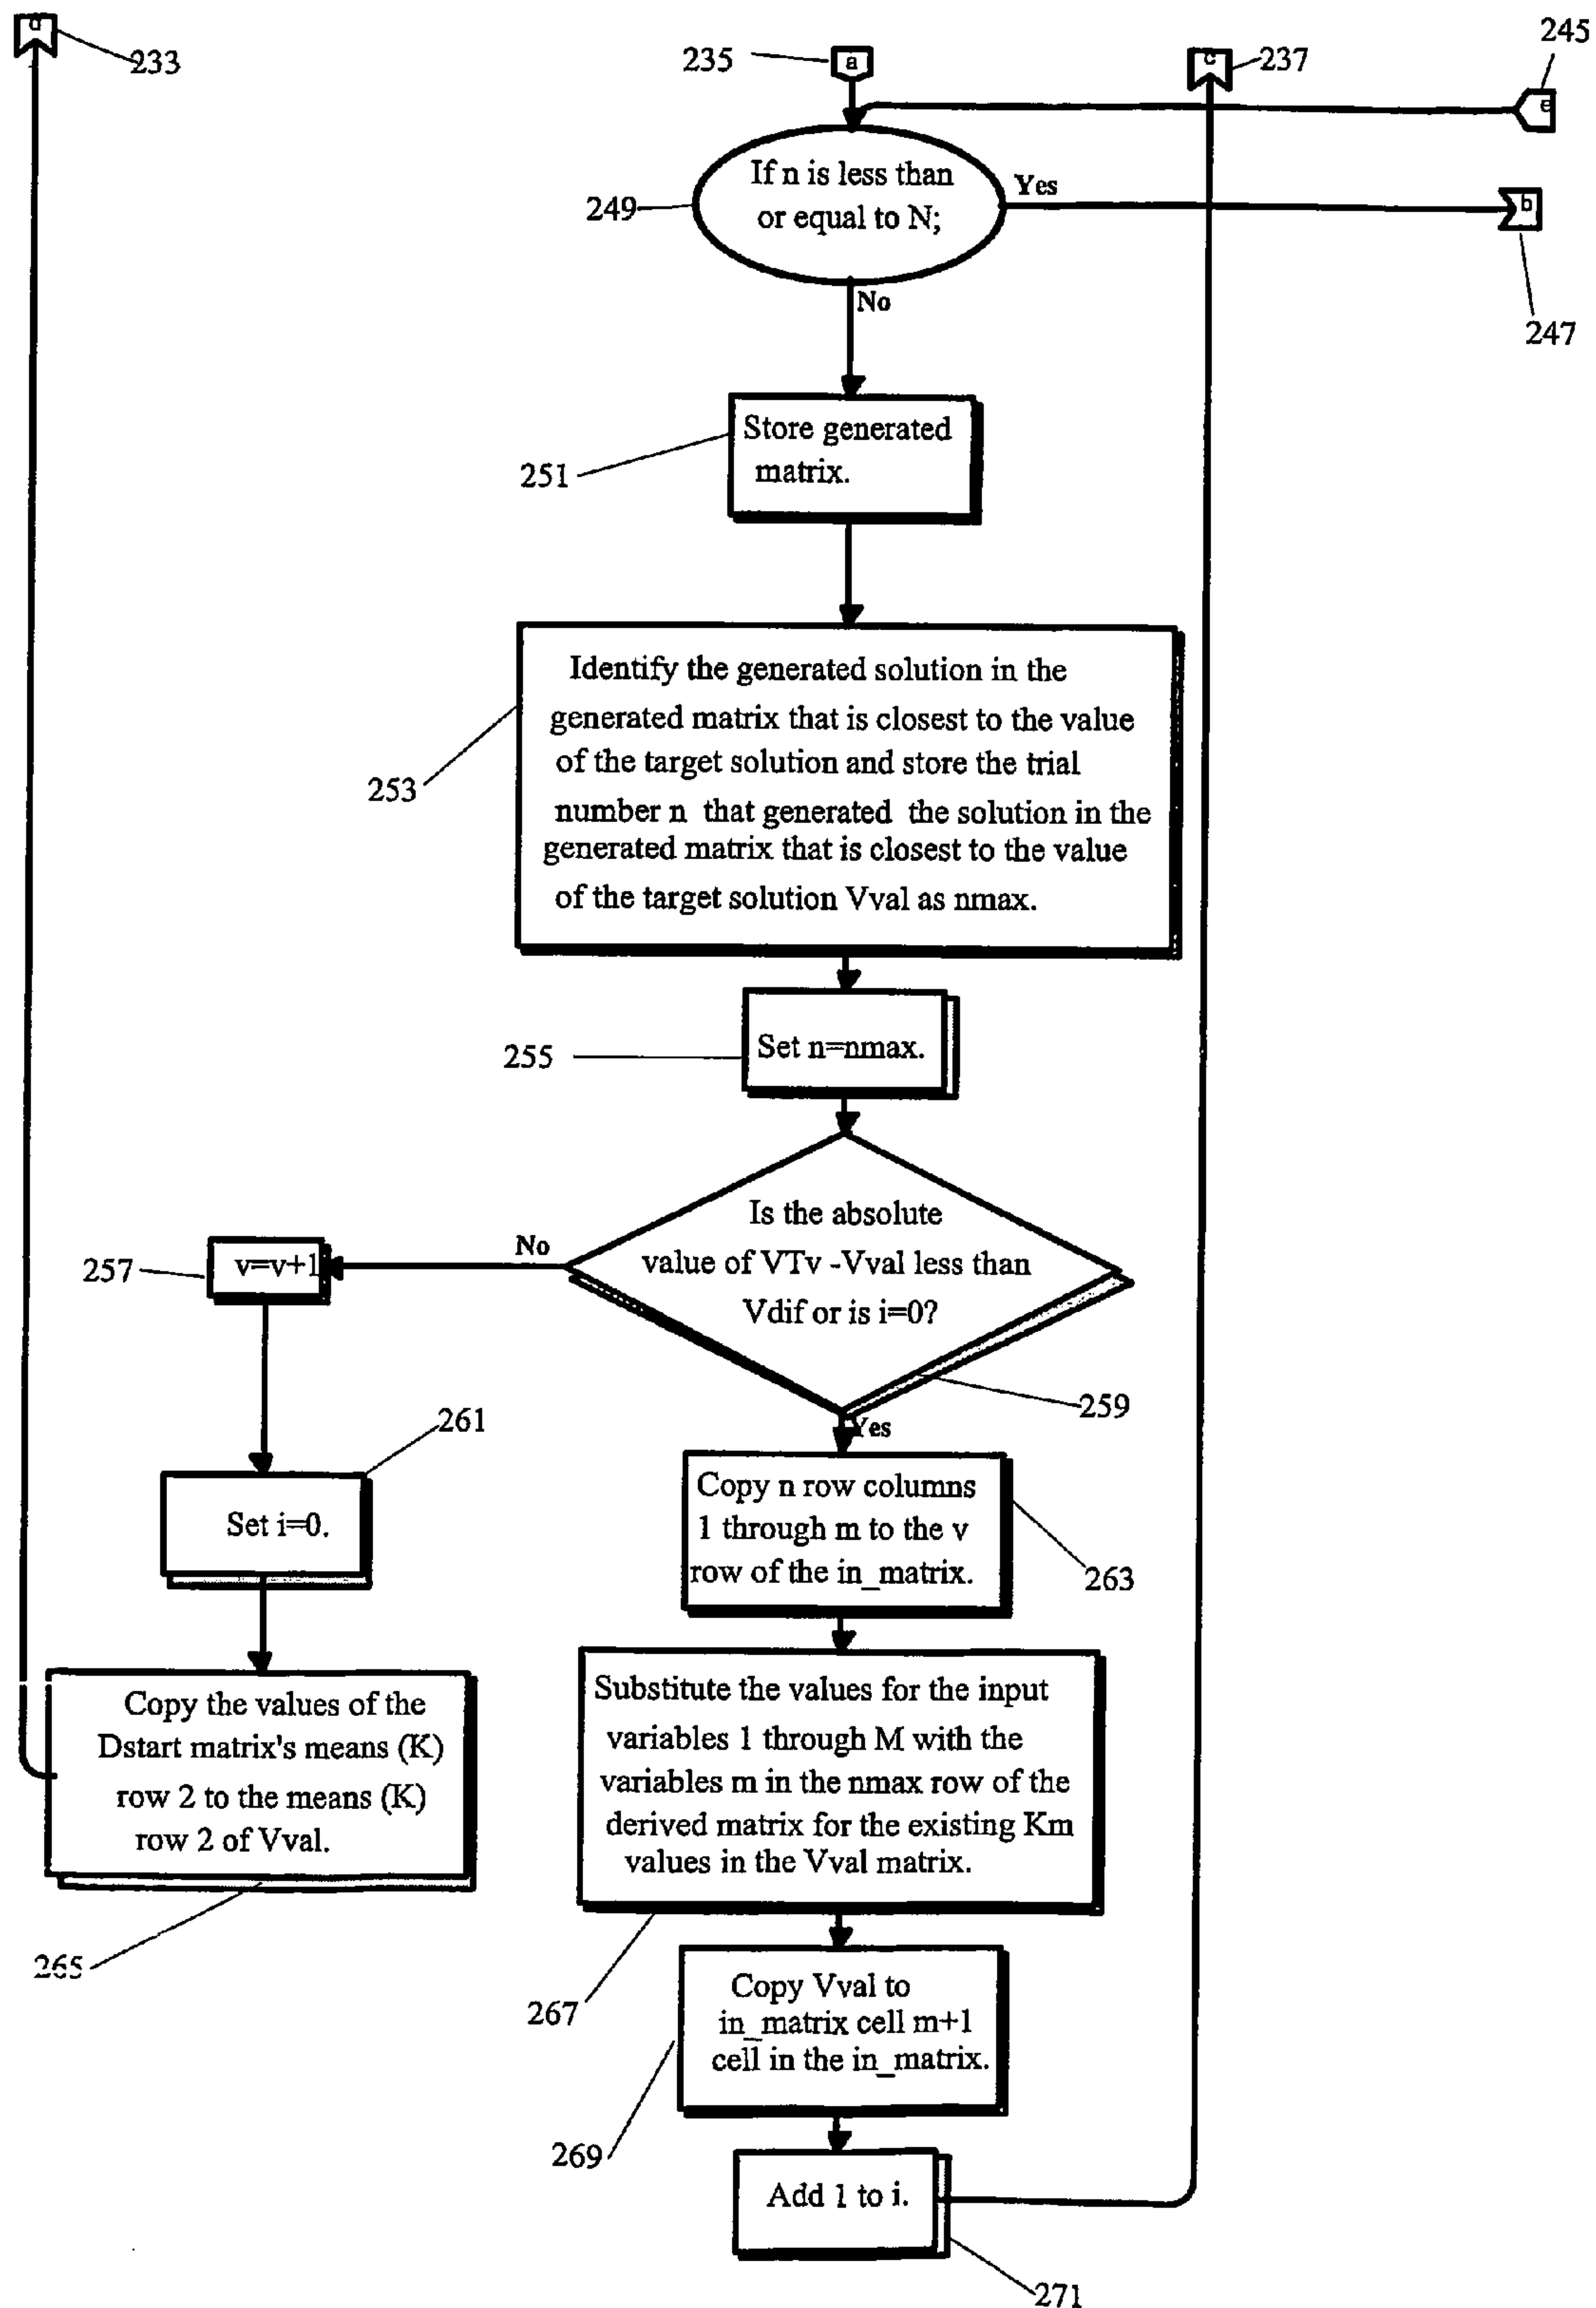 233
235
a
c
237
245
e
If n is less than
or equal to N;
249
Yes
b
247
No
Store generated
matrix.
251
Identify the generated solution in the
generated matrix that is closest to the value
of the target solution and store the trial
number n that generated the solution in the
generated matrix that is closest to the value
of the target solution Vval as nmax.
253
Set n=nmax.
255
Is the absolute
value of VTv -Vval less than
Vdif or is i=0?
No
257
v=v+1
259
Yes
261
Set i=0.
Copy n row columns
1 through m to the v
row of the in_matrix.
263
Copy the values of the
Dstart matrix's means (K)
row 2 to the means (K)
row 2 of Vval.
265
Substitute the values for the input
variables 1 through M with the
variables m in the nmax row of the
derived matrix for the existing Km
values in the Vval matrix.
267
Copy Vval to
in_matrix cell m+1
cell in the in_matrix.
269
Add 1 to i.
271